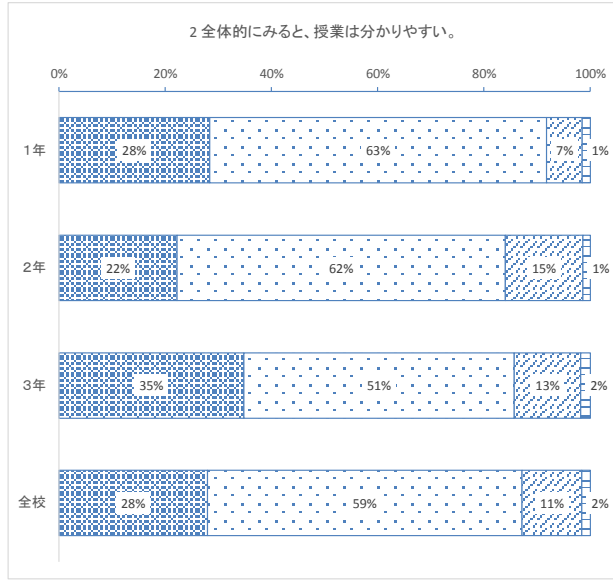 2 全体的にみると、授業は分かりやすい。
0% 20% 40% 60% 80% 100%
1年 28% 63% 7% 1%
2年 22% 62% 15% 1%
3年 35% 51% 13% 2%
全校 28% 59% 11% 2%